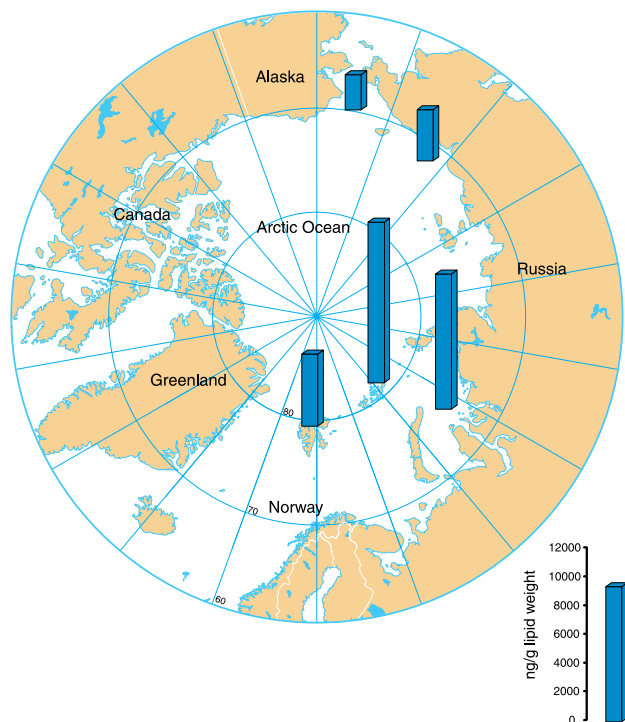 Alaska
Canada
Arctic Ocean
Russia
Greenland
80
Norway
70
60
ng/g lipid weight
12000
10000
8000
6000
4000
2000
0